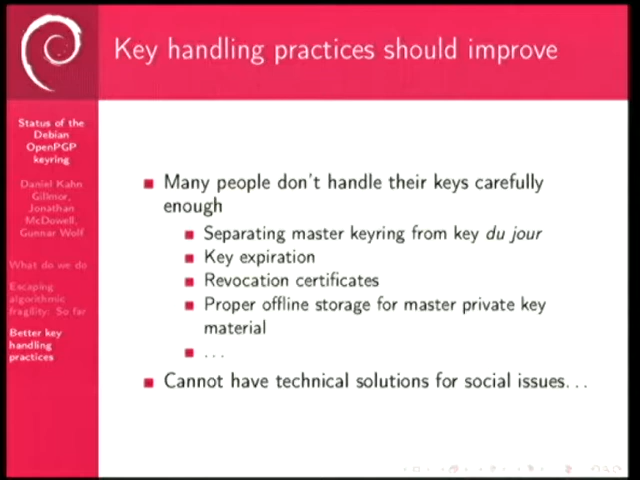 Key handling practices should improve
Status of the
Debian
OpenPGP
keyring
Daniel Kahn
Gillmor,
Jonathan
McDowell,
Gunnar Wolf
What do we do
Escaping
algorithmic
fragility: So far
Better key
handling
practices
Many people don't handle their keys carefully
enough
Separating master keyring from key du jour
Key expiration
Revocation certificates
Proper offline storage for master private key
material
...
Cannot have technical solutions for social issues...